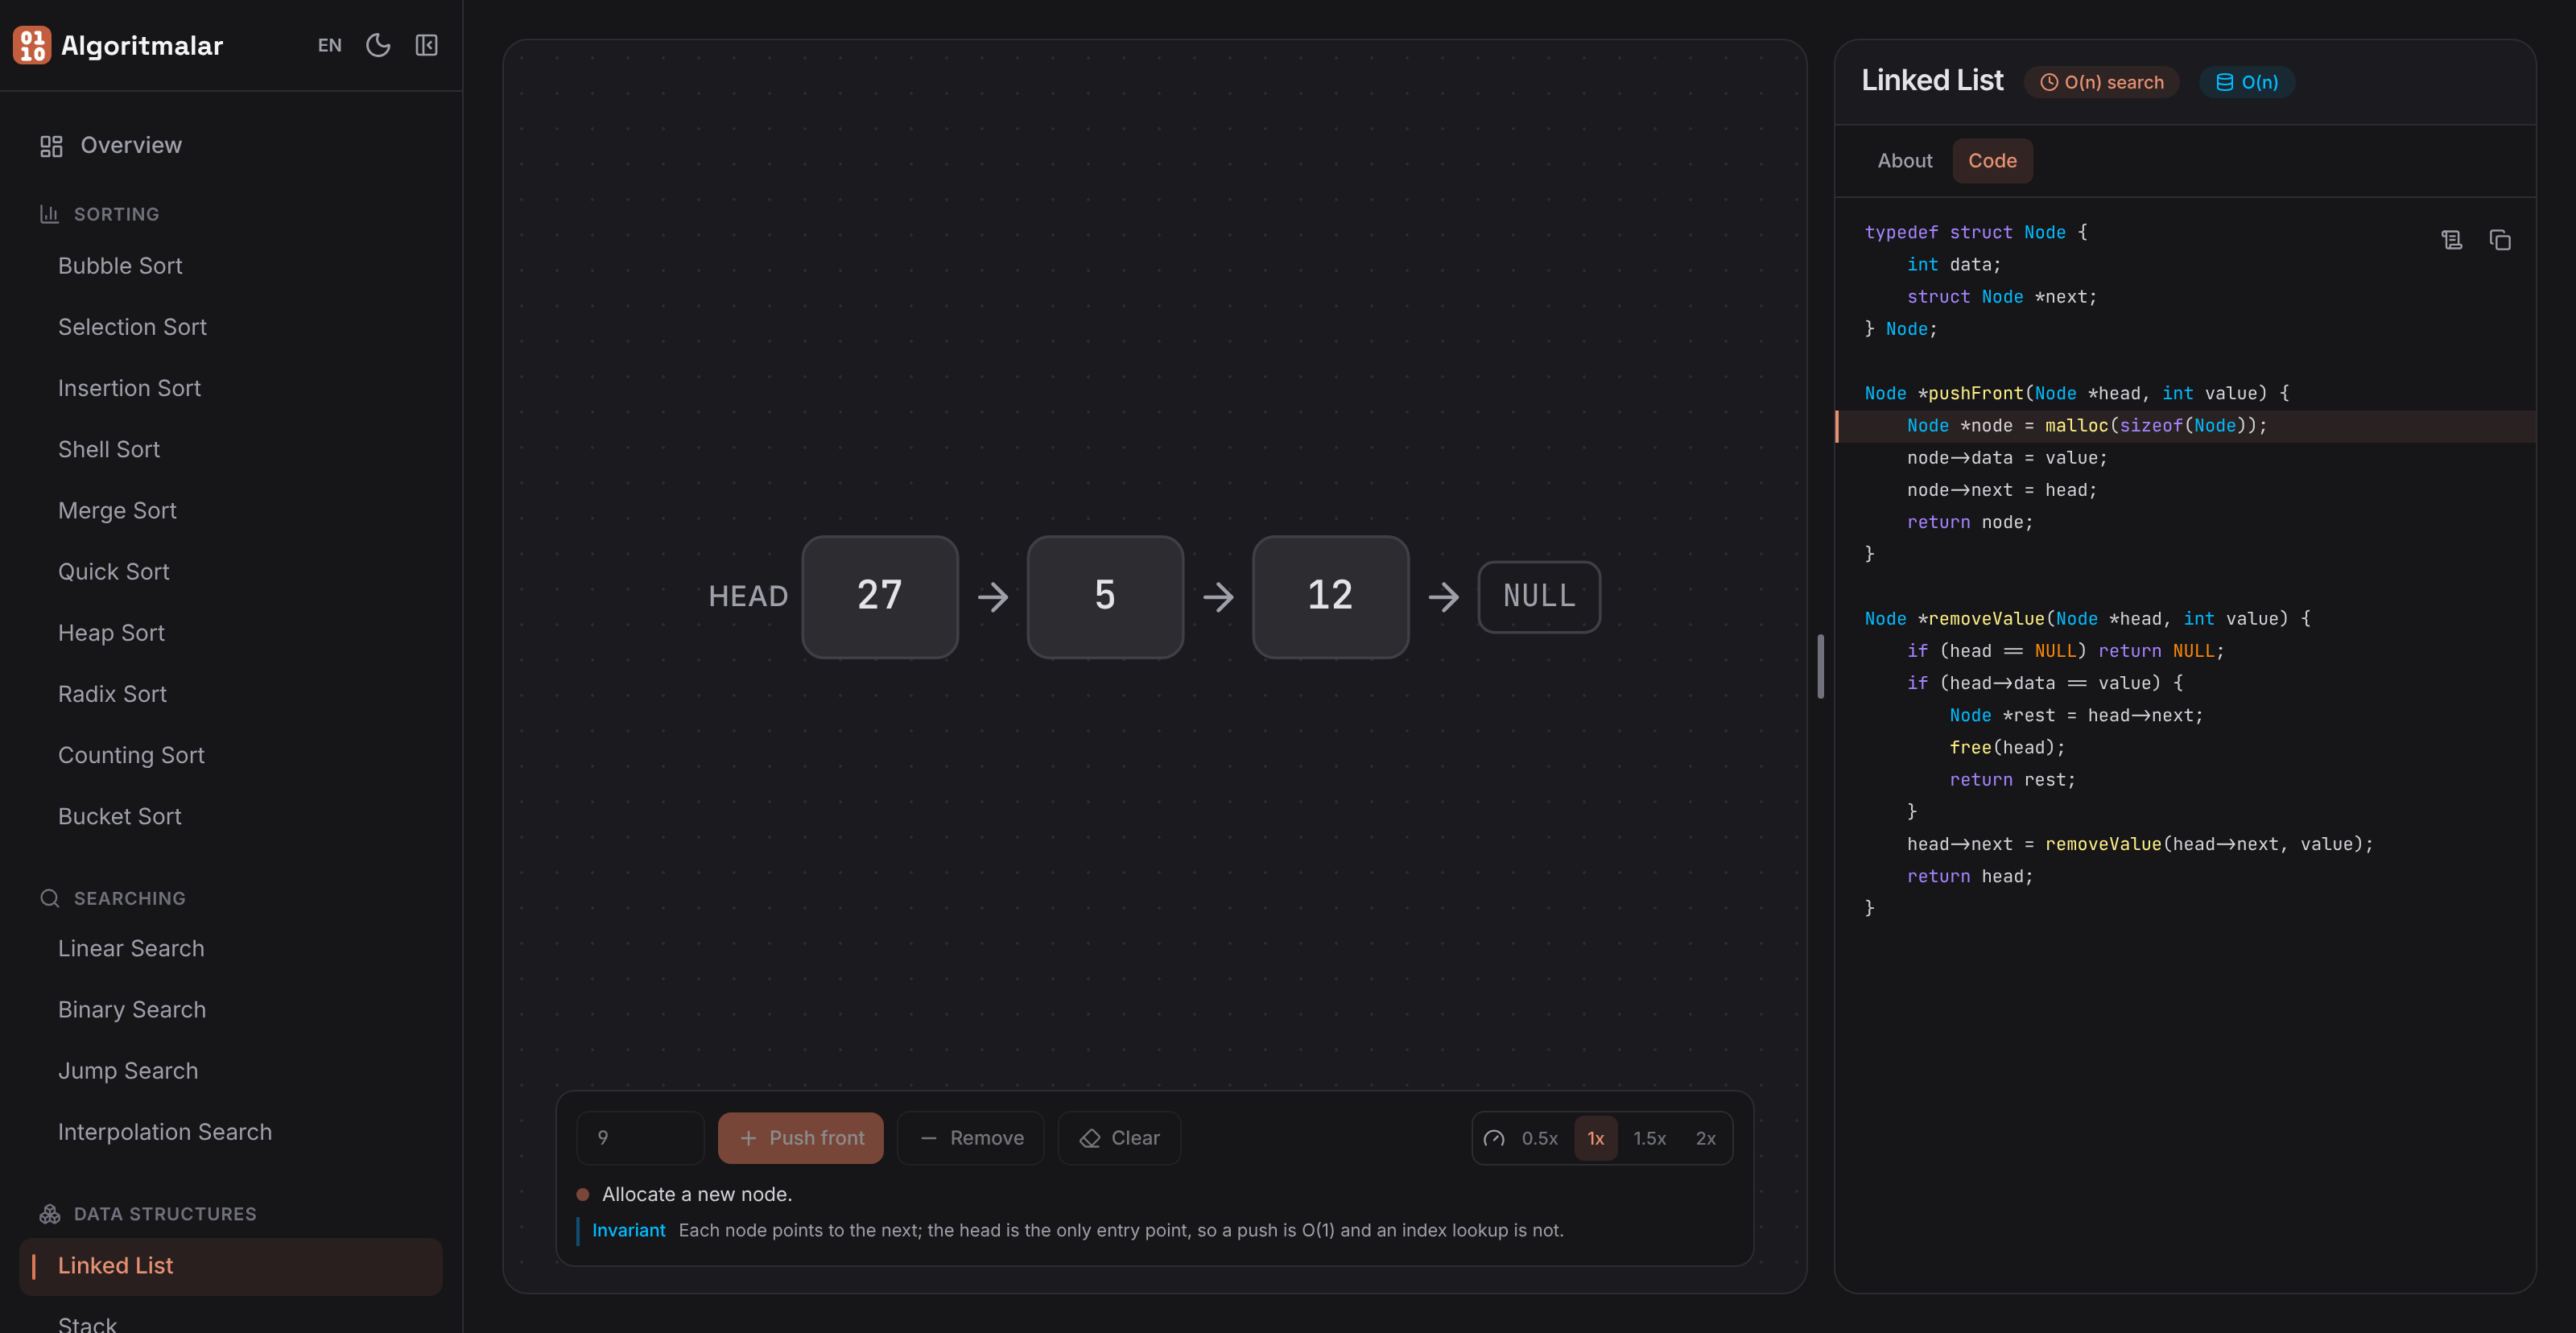 Algoritmalar
EN
Overview
SORTING
Bubble Sort
Selection Sort
Insertion Sort
Shell Sort
Merge Sort
Quick Sort
Heap Sort
Radix Sort
Counting Sort
Bucket Sort
SEARCHING
Linear Search
Binary Search
Jump Search
Interpolation Search
DATA STRUCTURES
Linked List
Stack
HEAD 27 → 5 → 12 → NULL
9 + Push front − Remove Clear 0.5x 1x 1.5x 2x
Allocate a new node.
Invariant Each node points to the next; the head is the only entry point, so a push is O(1) and an index lookup is not.
Linked List O(n) search O(n)
About Code
typedef struct Node {
    int data;
    struct Node *next;
} Node;

Node *pushFront(Node *head, int value) {
    Node *node = malloc(sizeof(Node));
    node->data = value;
    node->next = head;
    return node;
}

Node *removeValue(Node *head, int value) {
    if (head == NULL) return NULL;
    if (head->data == value) {
        Node *rest = head->next;
        free(head);
        return rest;
    }
    head->next = removeValue(head->next, value);
    return head;
}